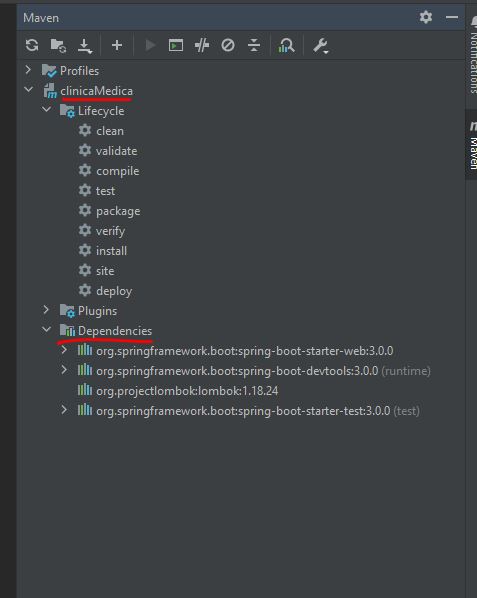 Maven
Profiles
clinicaMedica
Lifecycle
clean
validate
compile
test
package
verify
install
site
deploy
Plugins
Dependencies
org.springframework.boot:spring-boot-starter-web:3.0.0
org.springframework.boot:spring-boot-devtools:3.0.0 (runtime)
org.projectlombok:lombok:1.18.24
org.springframework.boot:spring-boot-starter-test:3.0.0 (test)
Notifications
Maven